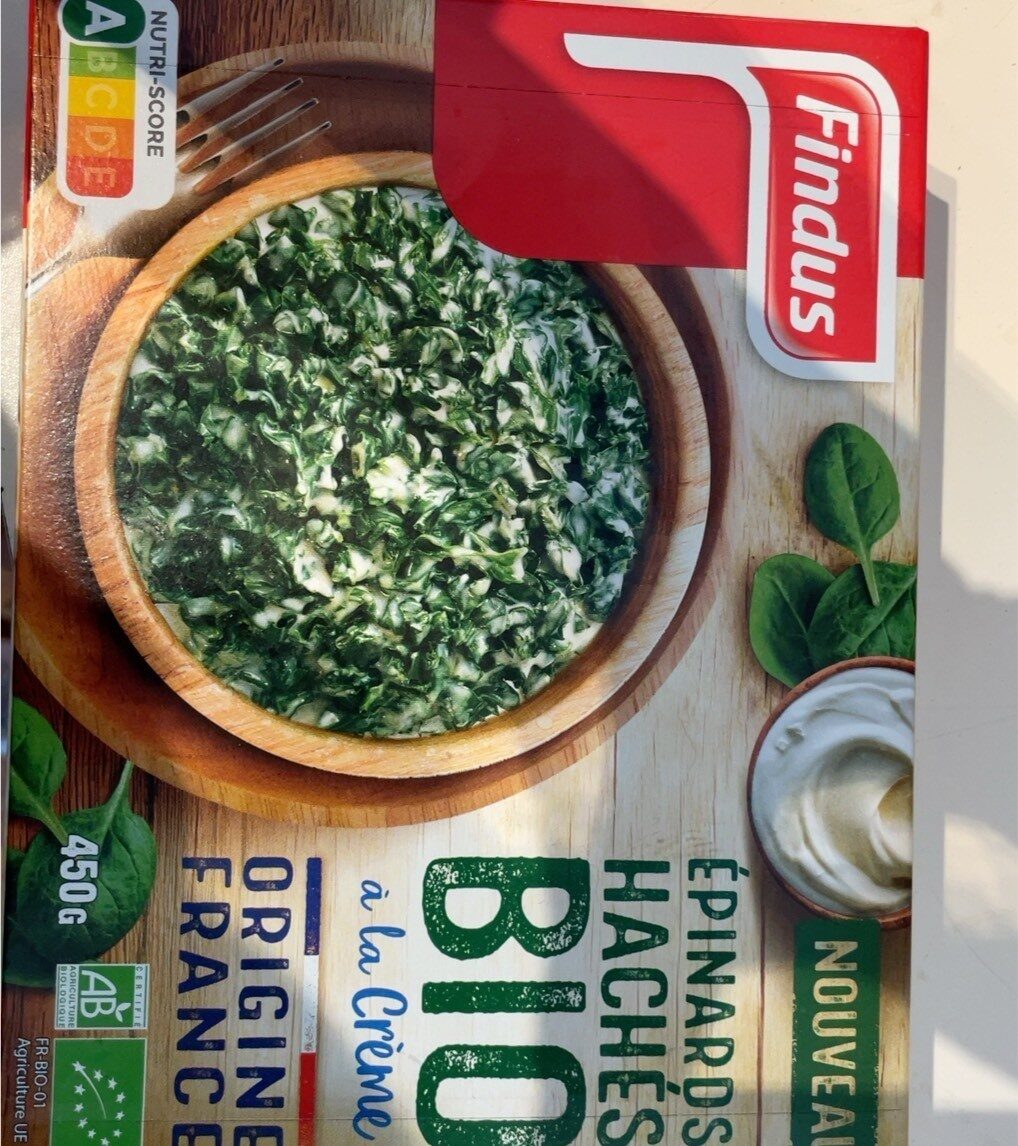 Findus
NUTRI-SCORE
A B C D E
NOUVEA
ÉPINARDS
HACHÉS
BIO
à la Crème
ORIGINE
FRANCE
450G
CERTIFIÉ
AB
AGRICULTURE
BIOLOGIQUE
FR-BIO-01
Agriculture UE